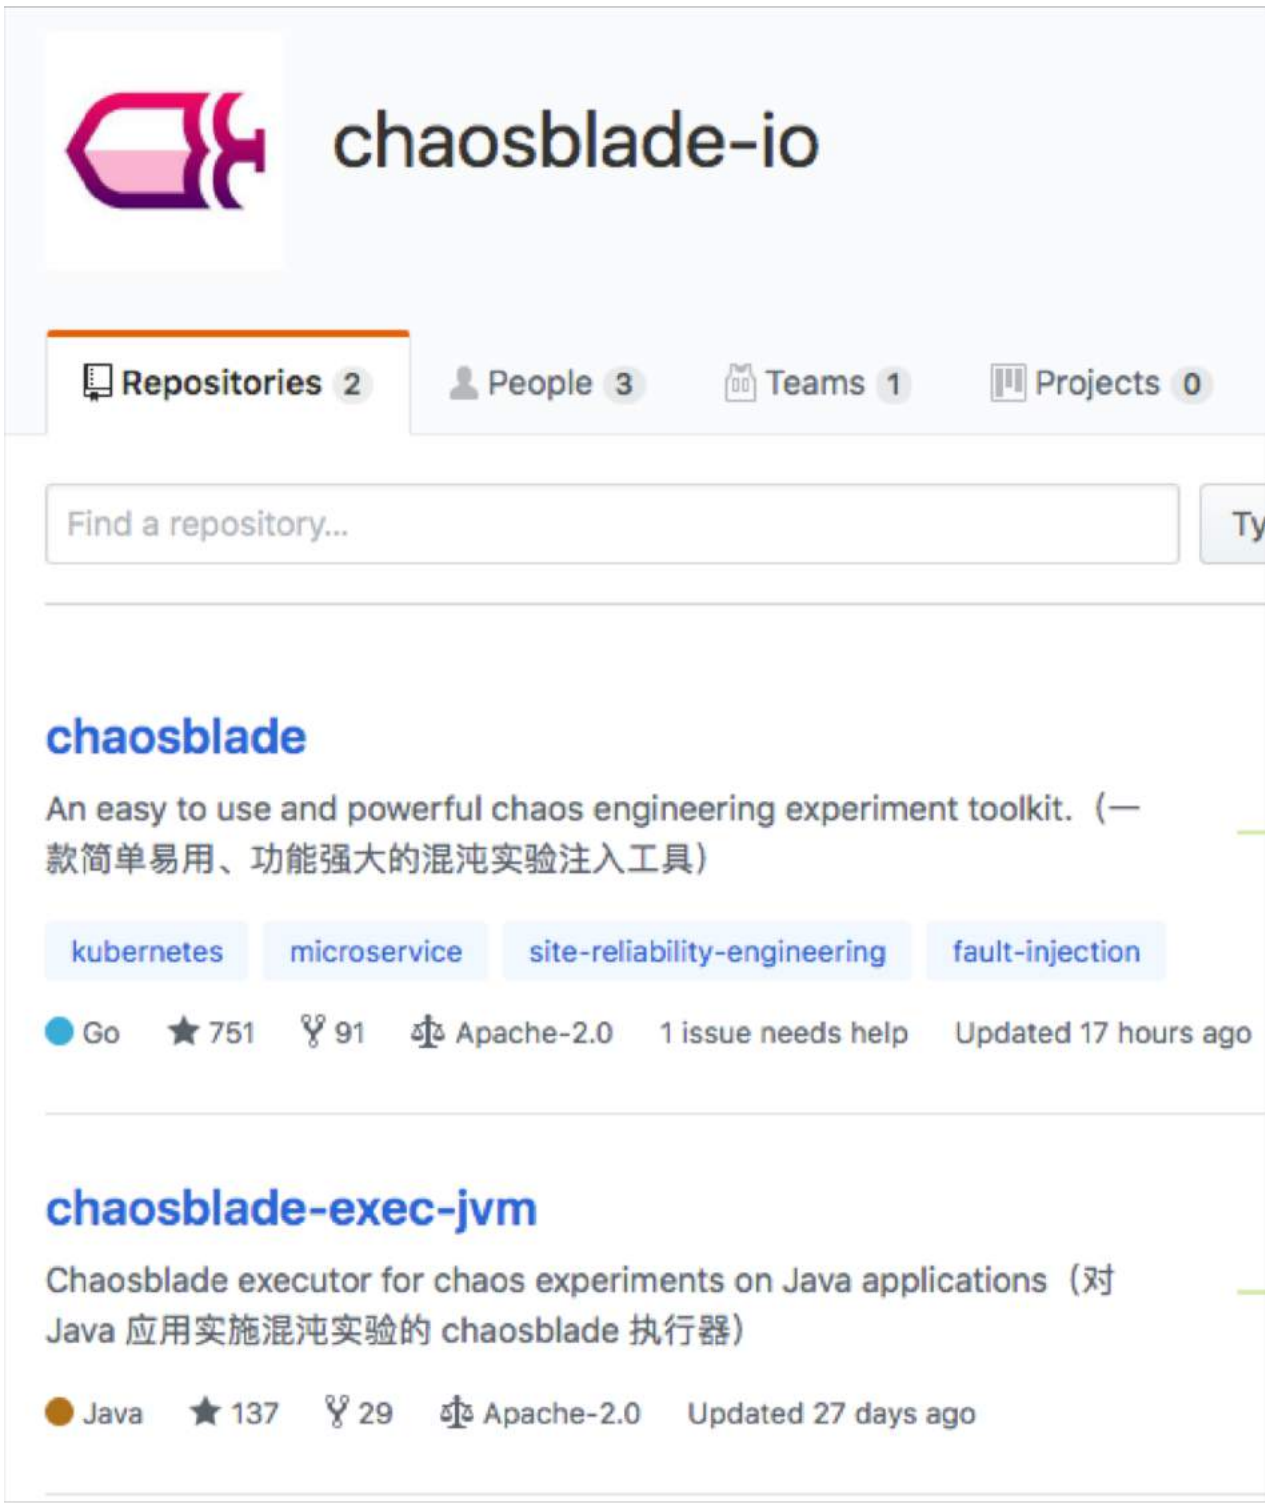 chaosblade-io
Repositories 2 People 3 Teams 1 Projects 0
Find a repository...
chaosblade
An easy to use and powerful chaos engineering experiment toolkit.（一
款简单易用、功能强大的混沌实验注入工具）
kubernetes microservice site-reliability-engineering fault-injection
Go 751 91 Apache-2.0 1 issue needs help Updated 17 hours ago
chaosblade-exec-jvm
Chaosblade executor for chaos experiments on Java applications（对
Java 应用实施混沌实验的 chaosblade 执行器）
Java 137 29 Apache-2.0 Updated 27 days ago